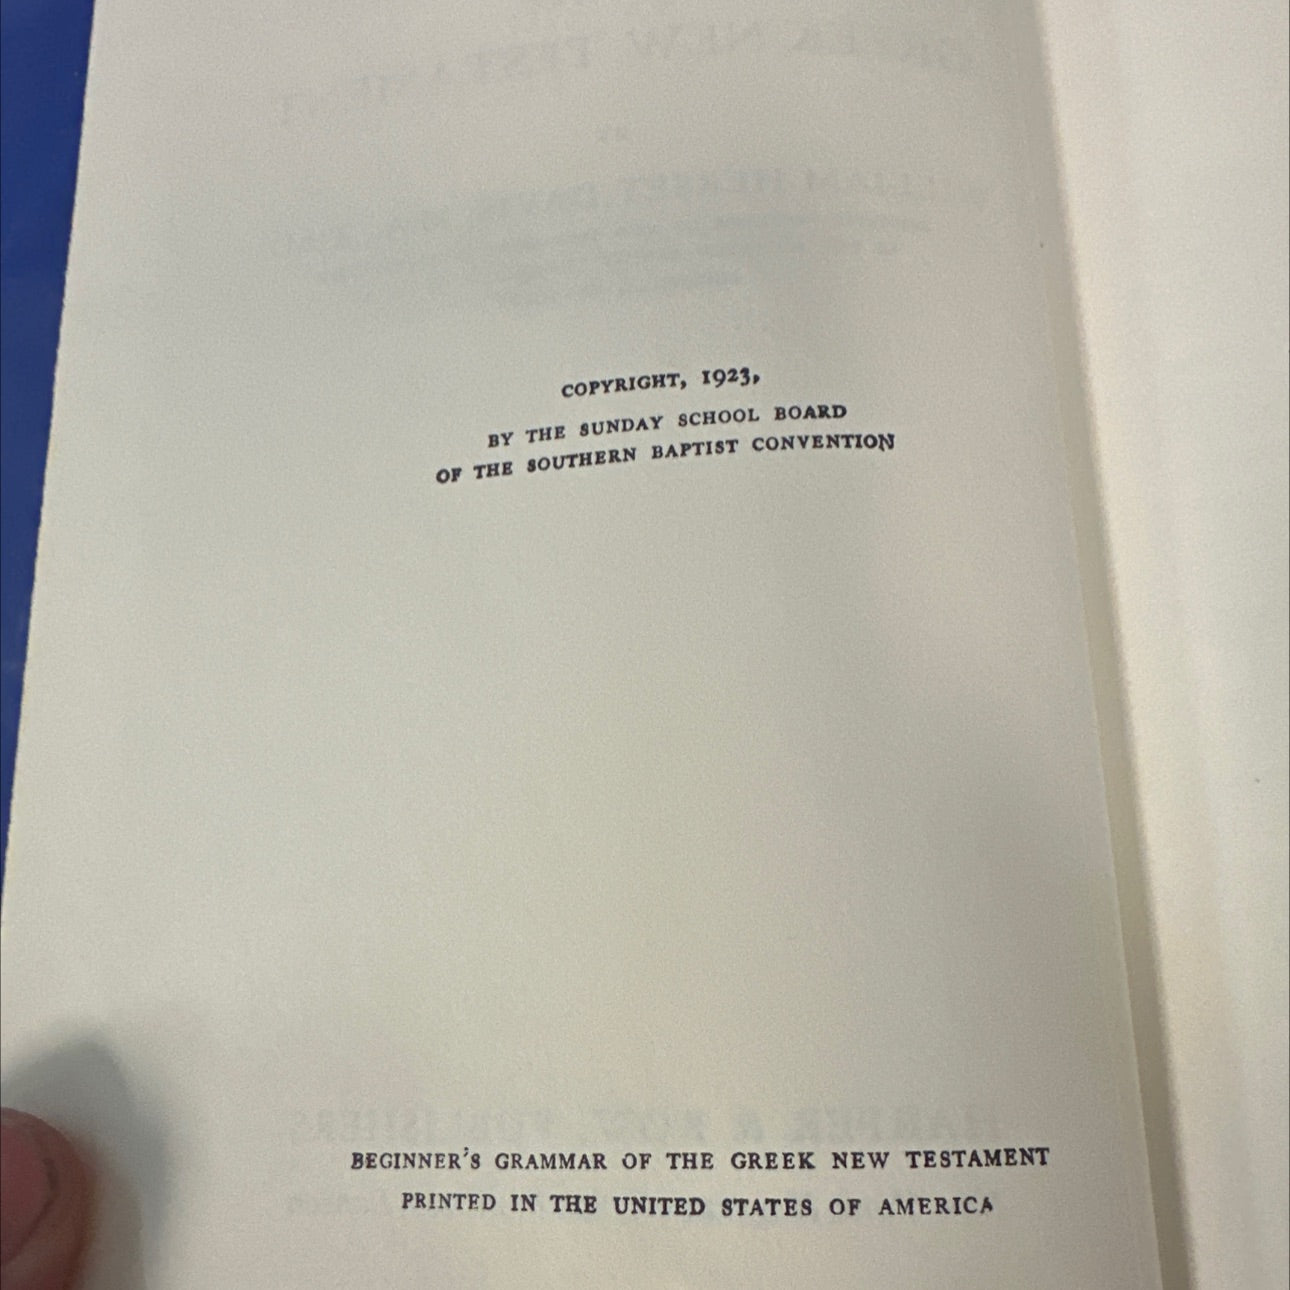 COPYRIGHT, 1923,
BY THE SUNDAY SCHOOL BOARD
OF THE SOUTHERN BAPTIST CONVENTION
BEGINNER'S GRAMMAR OF THE GREEK NEW TESTAMENT
PRINTED IN THE UNITED STATES OF AMERICA